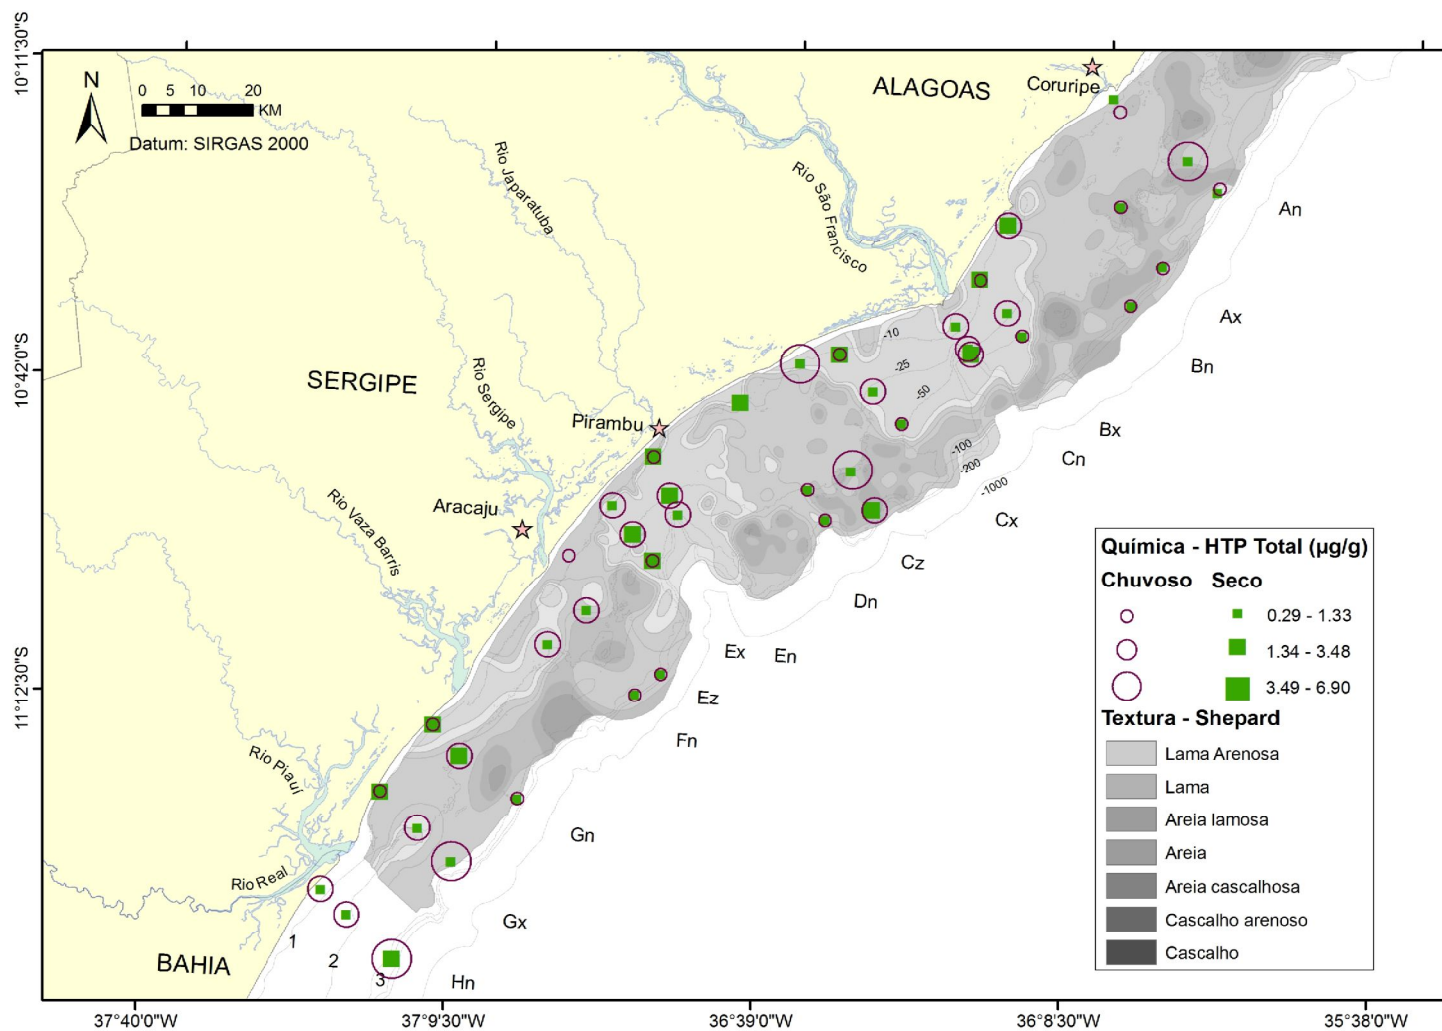 10°11'30"S
10°42'0"S
11°12'30"S
N
0 5 10 20
KM
Datum: SIRGAS 2000
ALAGOAS
Coruripe
Rio Japaratuba
Rio São Francisco
An
Ax
Bn
Bx
Cn
Cx
Cz
Dn
En
Ex
Ez
Fn
Gn
Gx
Hn
-10
-25
-50
-100
-200
-1000
SERGIPE
Rio Sergipe
Pirambu
Aracaju
Rio Vaza Barris
Rio Piauí
Rio Real
BAHIA
1
2
3
Química - HTP Total (µg/g)
Chuvoso Seco
0.29 - 1.33
1.34 - 3.48
3.49 - 6.90
Textura - Shepard
Lama Arenosa
Lama
Areia lamosa
Areia
Areia cascalhosa
Cascalho arenoso
Cascalho
37°40'0"W 37°9'30"W 36°39'0"W 36°8'30"W 35°38'0"W